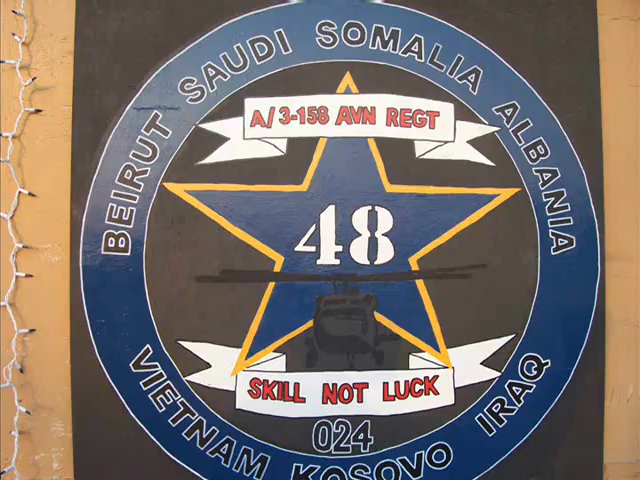 BEIRUT SAUDI SOMALIA ALBANIA
A/3-158 AVN REGT
48
SKILL NOT LUCK
024
VIETNAM KOSOVO IRAQ